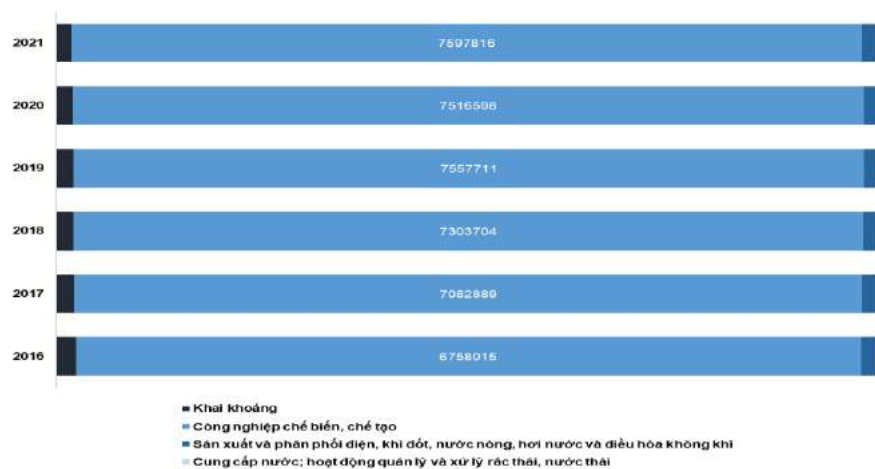 2021 7597816
2020 7516598
2019 7557711
2018 7303704
2017 7082889
2016 6758015
Khai khoáng
Công nghiệp chế biến, chế tạo
Sản xuất và phân phối điện, khí đốt, nước nóng, hơi nước và điều hòa không khí
Cung cấp nước; hoạt động quản lý và xử lý rác thải, nước thải